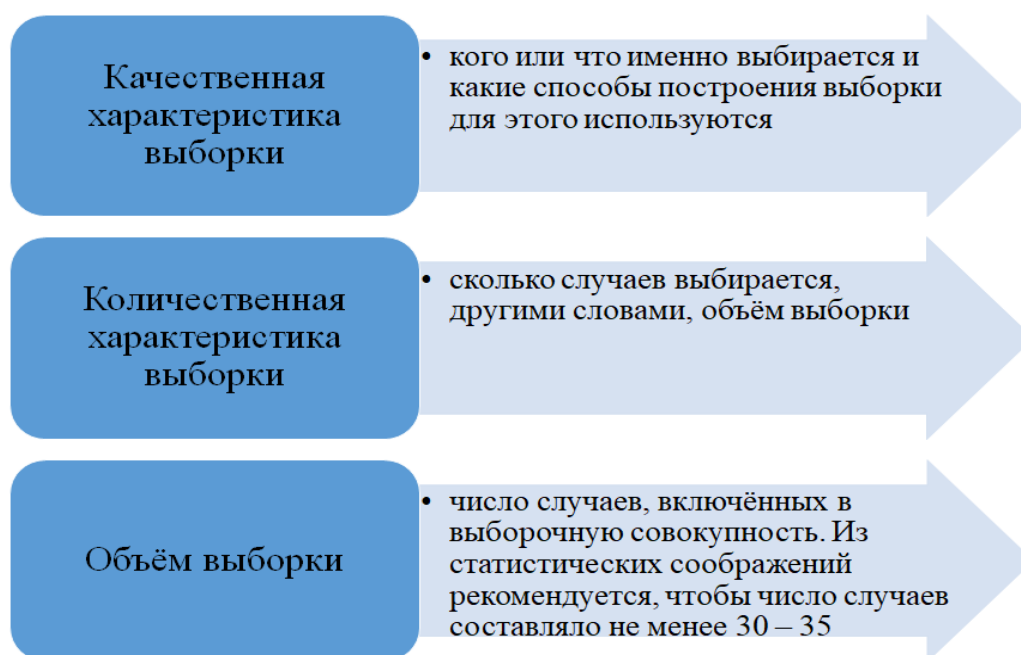 Качественная
характеристика
выборки
• кого или что именно выбирается и
какие способы построения выборки
для этого используются
Количественная
характеристика
выборки
• сколько случаев выбирается,
другими словами, объём выборки
Объём выборки
• число случаев, включённых в
выборочную совокупность. Из
статистических соображений
рекомендуется, чтобы число случаев
составляло не менее 30 – 35